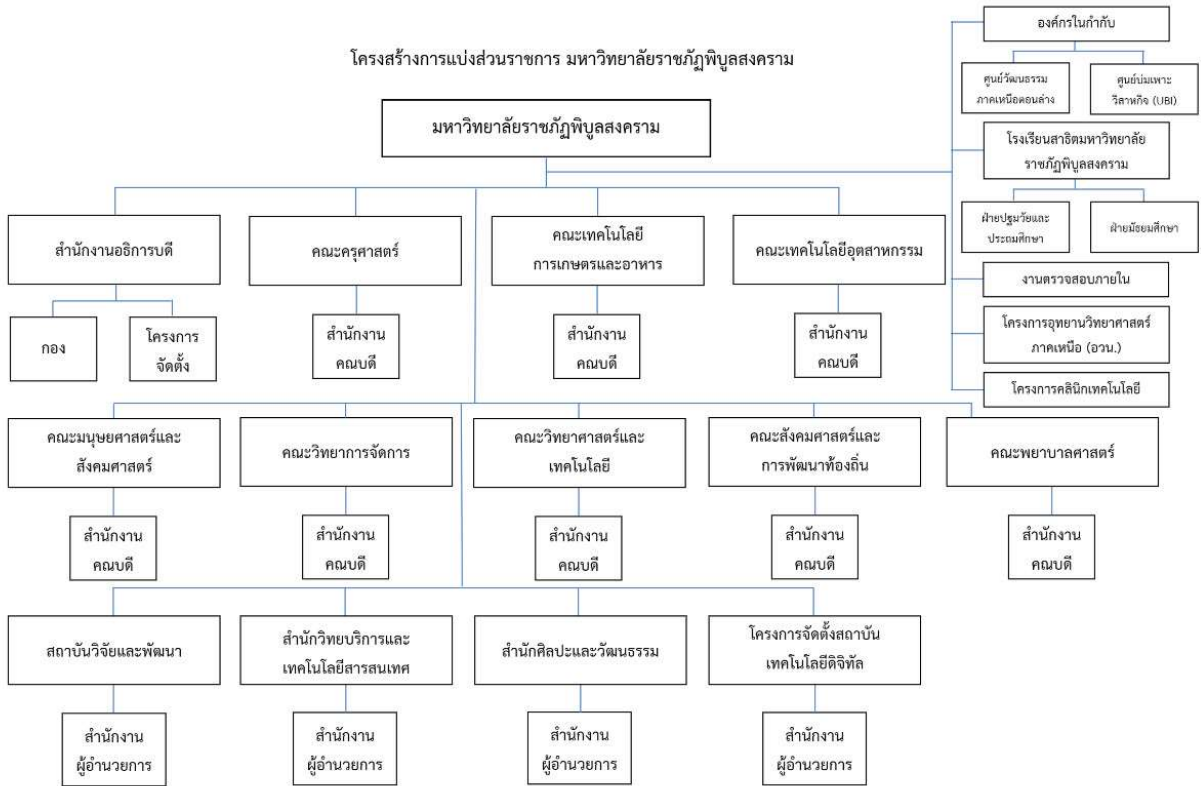 โครงสร้างการแบ่งส่วนราชการ มหาวิทยาลัยราชภัฏพิบูลสงคราม
มหาวิทยาลัยราชภัฏพิบูลสงคราม
องค์กรในกำกับ
ศูนย์วัฒนธรรม
ภาคเหนือตอนล่าง
ศูนย์บ่มเพาะ
วิสาหกิจ (UBI)
โรงเรียนสาธิตมหาวิทยาลัย
ราชภัฏพิบูลสงคราม
ฝ่ายปฐมวัยและ
ประถมศึกษา
ฝ่ายมัธยมศึกษา
งานตรวจสอบภายใน
โครงการอุทยานวิทยาศาสตร์
ภาคเหนือ (อวน.)
โครงการคลินิกเทคโนโลยี
สำนักงานอธิการบดี
คณะครุศาสตร์
คณะเทคโนโลยี
การเกษตรและอาหาร
คณะเทคโนโลยีอุตสาหกรรม
กอง
โครงการ
จัดตั้ง
สำนักงาน
คณบดี
สำนักงาน
คณบดี
สำนักงาน
คณบดี
คณะมนุษยศาสตร์และ
สังคมศาสตร์
คณะวิทยาการจัดการ
คณะวิทยาศาสตร์และ
เทคโนโลยี
คณะสังคมศาสตร์และ
การพัฒนาท้องถิ่น
คณะพยาบาลศาสตร์
สำนักงาน
คณบดี
สำนักงาน
คณบดี
สำนักงาน
คณบดี
สำนักงาน
คณบดี
สำนักงาน
คณบดี
สถาบันวิจัยและพัฒนา
สำนักวิทยบริการและ
เทคโนโลยีสารสนเทศ
สำนักศิลปะและวัฒนธรรม
โครงการจัดตั้งสถาบัน
เทคโนโลยีดิจิทัล
สำนักงาน
ผู้อำนวยการ
สำนักงาน
ผู้อำนวยการ
สำนักงาน
ผู้อำนวยการ
สำนักงาน
ผู้อำนวยการ